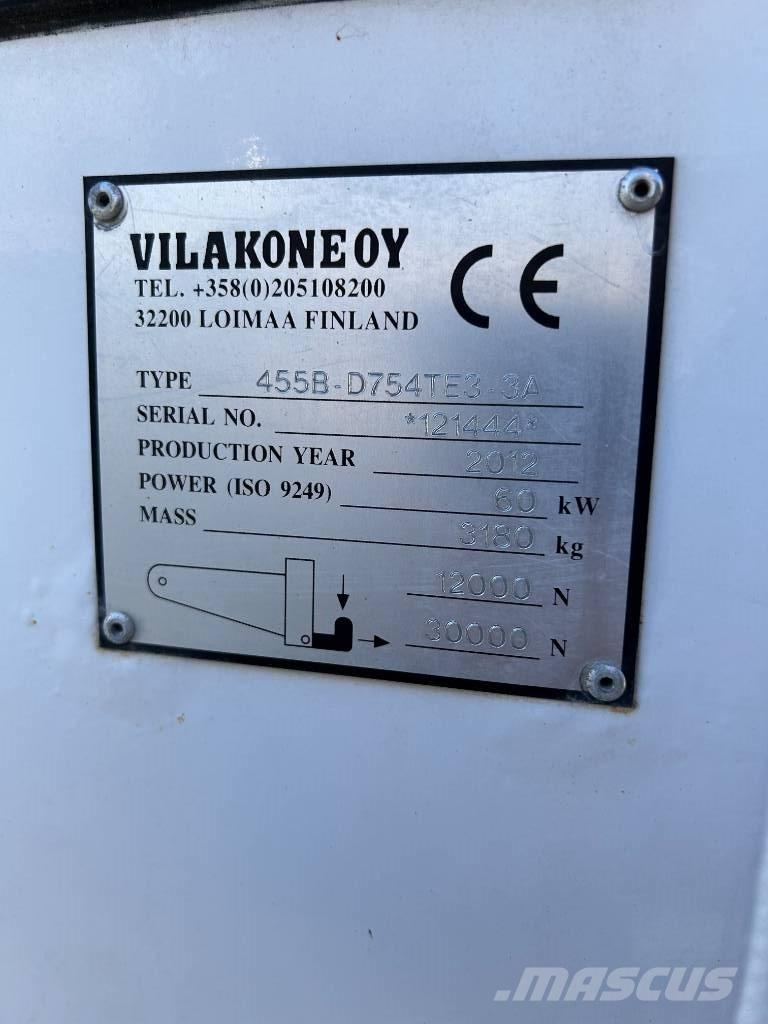 VILAKONE OY
TEL. +358(0)205108200
32200 LOIMAA FINLAND
CE
TYPE 455B-D754TE3-3A
SERIAL NO. *121444*
PRODUCTION YEAR 2012
POWER (ISO 9249) 60 kW
MASS 3180 kg
12000 N
30000 N
MASCUS